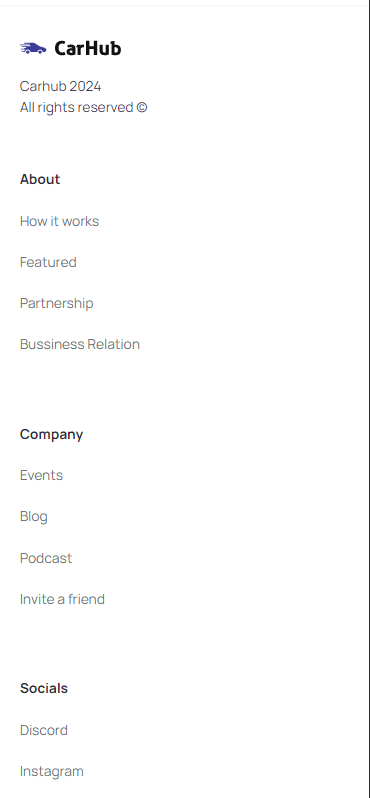 CarHub
Carhub 2024
All rights reserved ©
About
How it works
Featured
Partnership
Bussiness Relation
Company
Events
Blog
Podcast
Invite a friend
Socials
Discord
Instagram